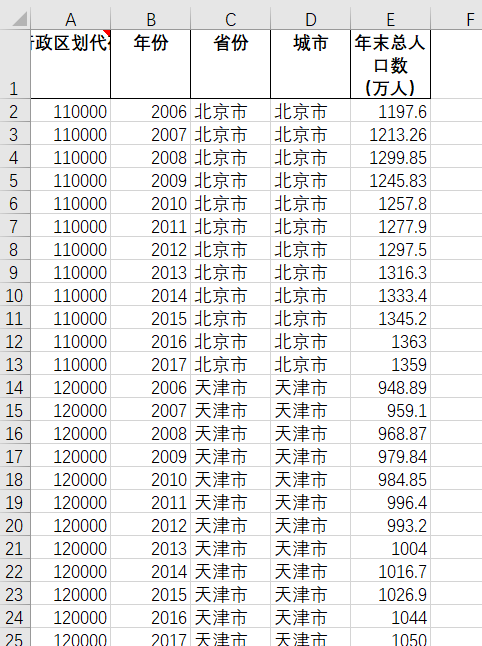 A B C D E F
1 行政区划代码 年份 省份 城市 年末总人口数(万人)
2 110000 2006 北京市 北京市 1197.6
3 110000 2007 北京市 北京市 1213.26
4 110000 2008 北京市 北京市 1299.85
5 110000 2009 北京市 北京市 1245.83
6 110000 2010 北京市 北京市 1257.8
7 110000 2011 北京市 北京市 1277.9
8 110000 2012 北京市 北京市 1297.5
9 110000 2013 北京市 北京市 1316.3
10 110000 2014 北京市 北京市 1333.4
11 110000 2015 北京市 北京市 1345.2
12 110000 2016 北京市 北京市 1363
13 110000 2017 北京市 北京市 1359
14 120000 2006 天津市 天津市 948.89
15 120000 2007 天津市 天津市 959.1
16 120000 2008 天津市 天津市 968.87
17 120000 2009 天津市 天津市 979.84
18 120000 2010 天津市 天津市 984.85
19 120000 2011 天津市 天津市 996.4
20 120000 2012 天津市 天津市 993.2
21 120000 2013 天津市 天津市 1004
22 120000 2014 天津市 天津市 1016.7
23 120000 2015 天津市 天津市 1026.9
24 120000 2016 天津市 天津市 1044
25 120000 2017 天津市 天津市 1050